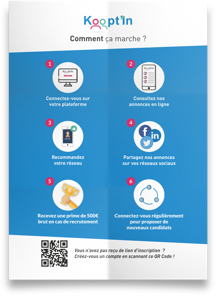 Koopt'In
Comment ça marche ?
1
2
Connectez-vous sur
votre plateforme
Consultez nos
annonces en ligne
3
4
Recommandez
votre réseau
Partagez nos annonces
sur vos réseaux sociaux
5
6
Recevez une prime de 500€
brut en cas de recrutement
Connectez-vous régulièrement
pour proposer de
nouveaux candidats
Vous n'avez pas reçu de lien d'inscription ?
Créez-vous un compte en scannant ce QR Code !